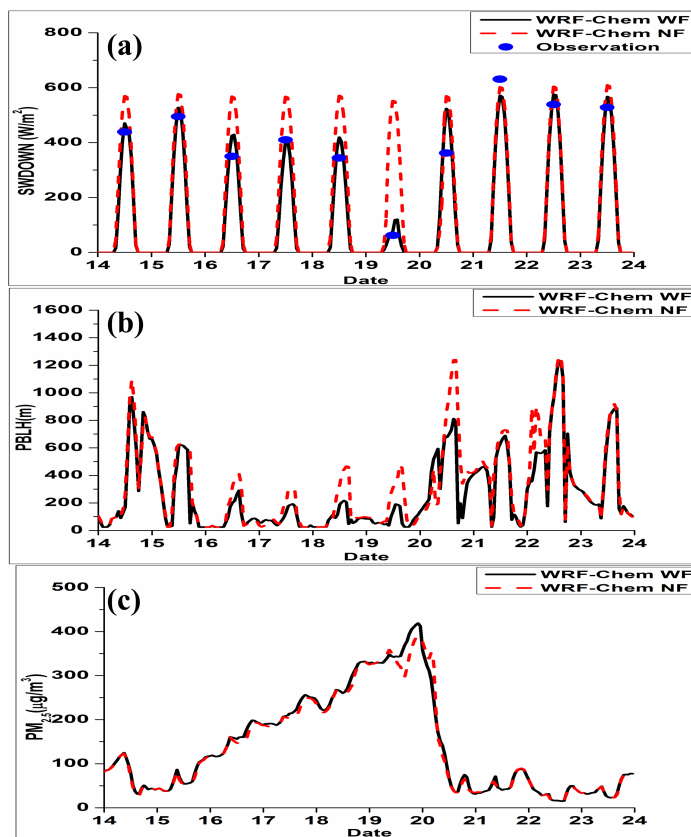 (a)
WRF-Chem WF
WRF-Chem NF
Observation
SWDOWN (W/m²)
800
600
400
200
0
14 15 16 17 18 19 20 21 22 23 24
Date
(b)
WRF-Chem WF
WRF-Chem NF
PBLH(m)
1600
1400
1200
1000
800
600
400
200
0
14 15 16 17 18 19 20 21 22 23 24
Date
(c)
WRF-Chem WF
WRF-Chem NF
PM2.5(μg/m³)
500
400
300
200
100
0
14 15 16 17 18 19 20 21 22 23 24
Date